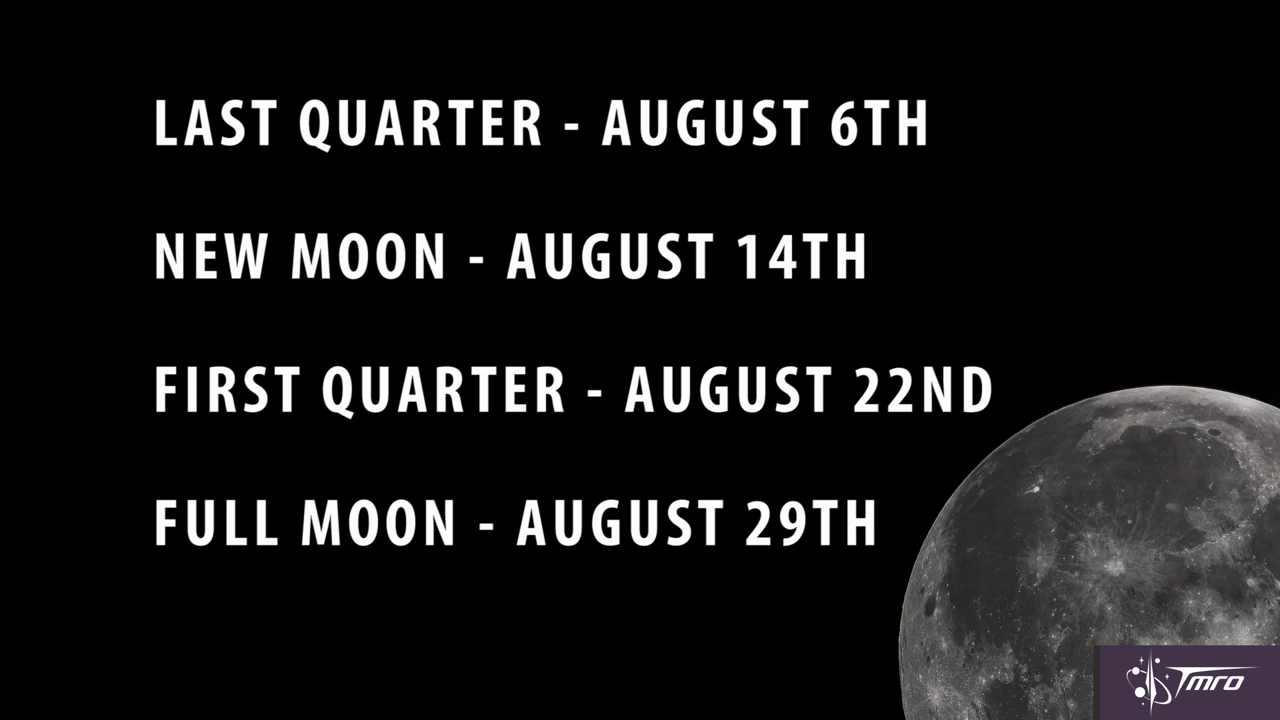 LAST QUARTER - AUGUST 6TH
NEW MOON - AUGUST 14TH
FIRST QUARTER - AUGUST 22ND
FULL MOON - AUGUST 29TH
Tmro